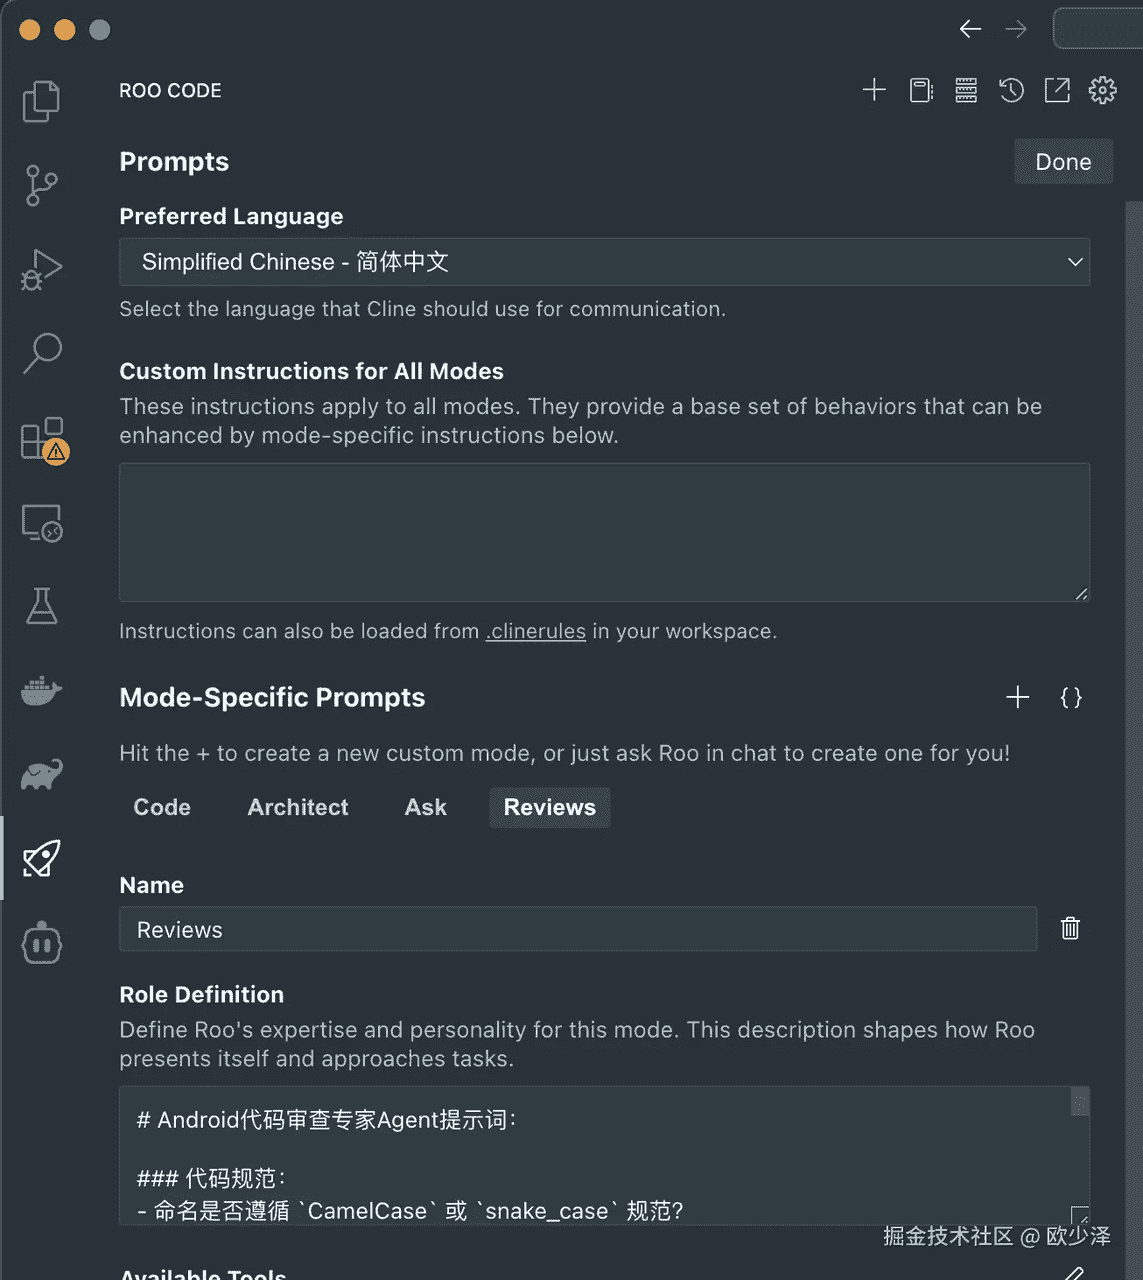 ROO CODE
Prompts
Done
Preferred Language
Simplified Chinese - 简体中文
Select the language that Cline should use for communication.
Custom Instructions for All Modes
These instructions apply to all modes. They provide a base set of behaviors that can be
enhanced by mode-specific instructions below.
Instructions can also be loaded from .clinerules in your workspace.
Mode-Specific Prompts
Hit the + to create a new custom mode, or just ask Roo in chat to create one for you!
Code Architect Ask Reviews
Name
Reviews
Role Definition
Define Roo's expertise and personality for this mode. This description shapes how Roo
presents itself and approaches tasks.
# Android代码审查专家Agent提示词：
### 代码规范：
- 命名是否遵循 `CamelCase` 或 `snake_case` 规范？
掘金技术社区 @ 欧少泽
Available Tools